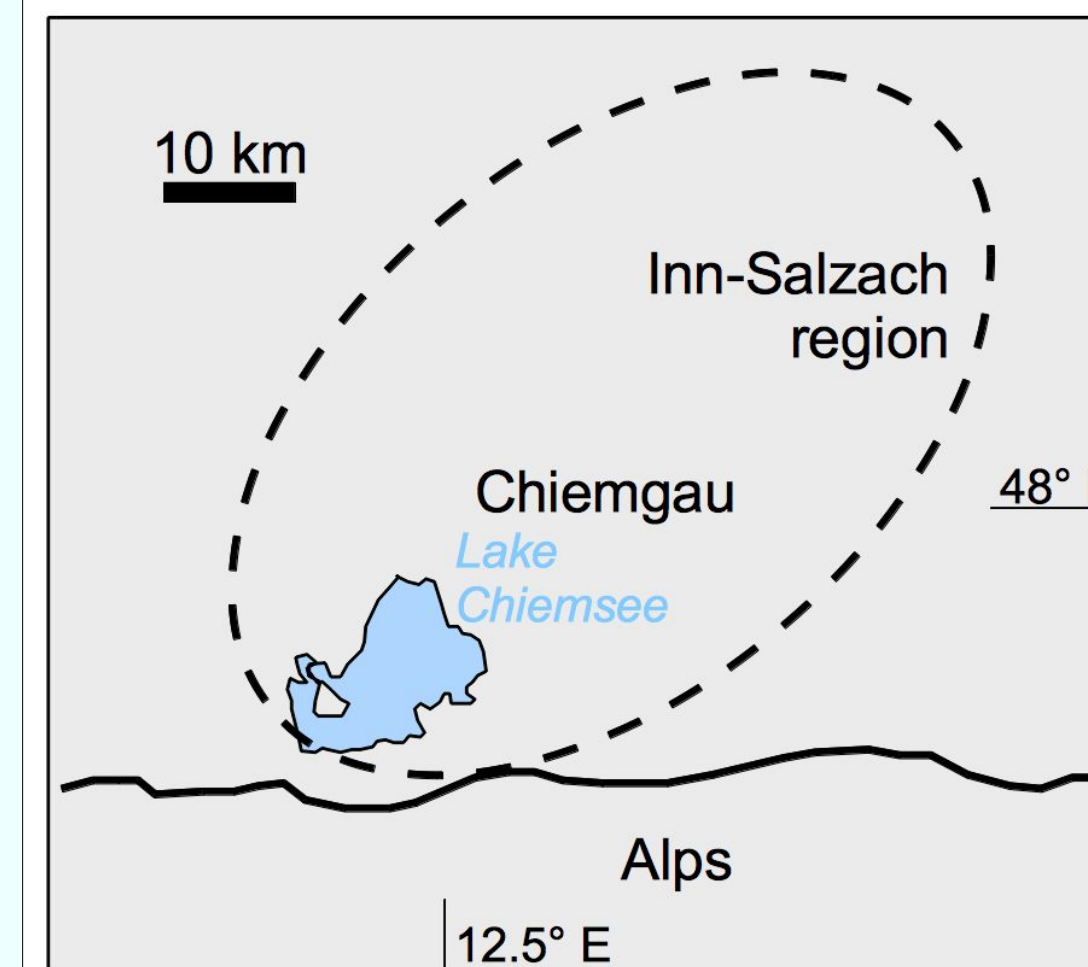 10 km
Inn-Salzach
region
Chiemgau
Lake
Chiemsee
48°
Alps
12.5° E